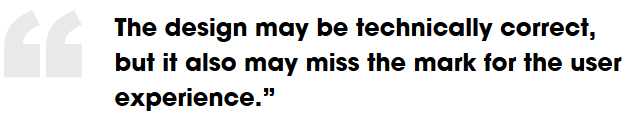 “
The design may be technically correct,
but it also may miss the mark for the user
experience.”